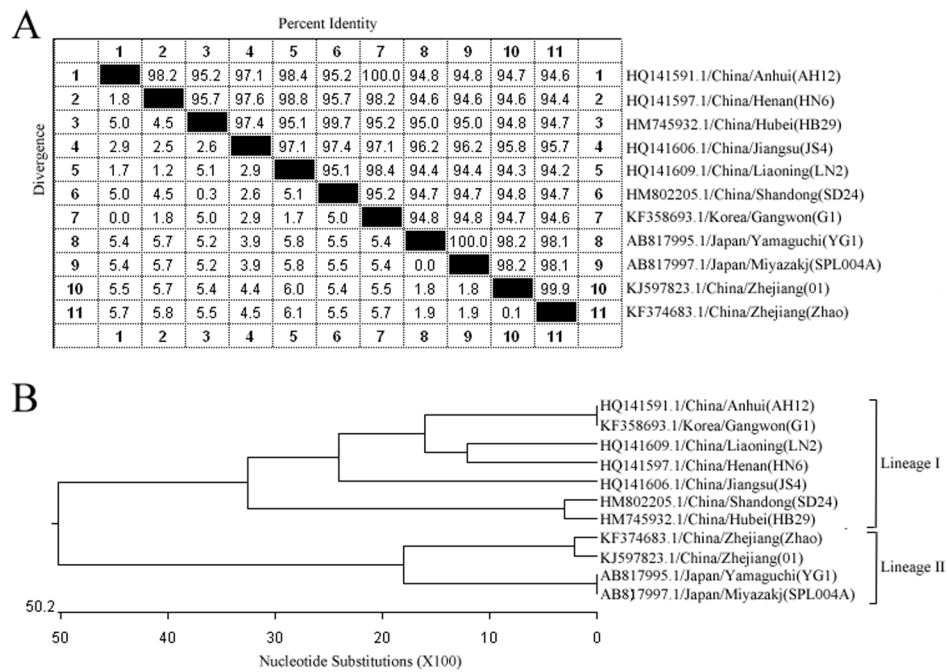 A
Percent Identity
1 2 3 4 5 6 7 8 9 10 11
1 98.2 95.2 97.1 98.4 95.2 100.0 94.8 94.8 94.7 94.6 1 HQ141591.1/China/Anhui(AH12)
2 1.8 95.7 97.6 98.8 95.7 98.2 94.6 94.6 94.6 94.4 2 HQ141597.1/China/Henan(HN6)
3 5.0 4.5 97.4 95.1 99.7 95.2 95.0 95.0 94.8 94.7 3 HM745932.1/China/Hubei(HB29)
4 2.9 2.5 2.6 97.1 97.4 97.1 96.2 96.2 95.8 95.7 4 HQ141606.1/China/Jiangsu(JS4)
5 1.7 1.2 5.1 2.9 95.1 98.4 94.4 94.4 94.3 94.2 5 HQ141609.1/China/Liaoning(LN2)
6 5.0 4.5 0.3 2.6 5.1 95.2 94.7 94.7 94.8 94.7 6 HM802205.1/China/Shandong(SD24)
7 0.0 1.8 5.0 2.9 1.7 5.0 94.8 94.8 94.7 94.6 7 KF358693.1/Korea/Gangwon(G1)
8 5.4 5.7 5.2 3.9 5.8 5.5 5.4 100.0 98.2 98.1 8 AB817995.1/Japan/Yamaguchi(YG1)
9 5.4 5.7 5.2 3.9 5.8 5.5 5.4 0.0 98.2 98.1 9 AB817997.1/Japan/Miyazakj(SPL004A)
10 5.5 5.7 5.4 4.4 6.0 5.4 5.5 1.8 1.8 99.9 10 KJ597823.1/China/Zhejiang(01)
11 5.7 5.8 5.5 4.5 6.1 5.5 5.7 1.9 1.9 0.1 11 KF374683.1/China/Zhejiang(Zhao)
1 2 3 4 5 6 7 8 9 10 11
Divergence
B
HQ141591.1/China/Anhui(AH12)
KF358693.1/Korea/Gangwon(G1)
HQ141609.1/China/Liaoning(LN2)
HQ141597.1/China/Henan(HN6)
HQ141606.1/China/Jiangsu(JS4)
HM802205.1/China/Shandong(SD24)
HM745932.1/China/Hubei(HB29)
Lineage I
KF374683.1/China/Zhejiang(Zhao)
KJ597823.1/China/Zhejiang(01)
AB817995.1/Japan/Yamaguchi(YG1)
AB817997.1/Japan/Miyazakj(SPL004A)
Lineage II
50.2
50 40 30 20 10 0
Nucleotide Substitutions (X100)